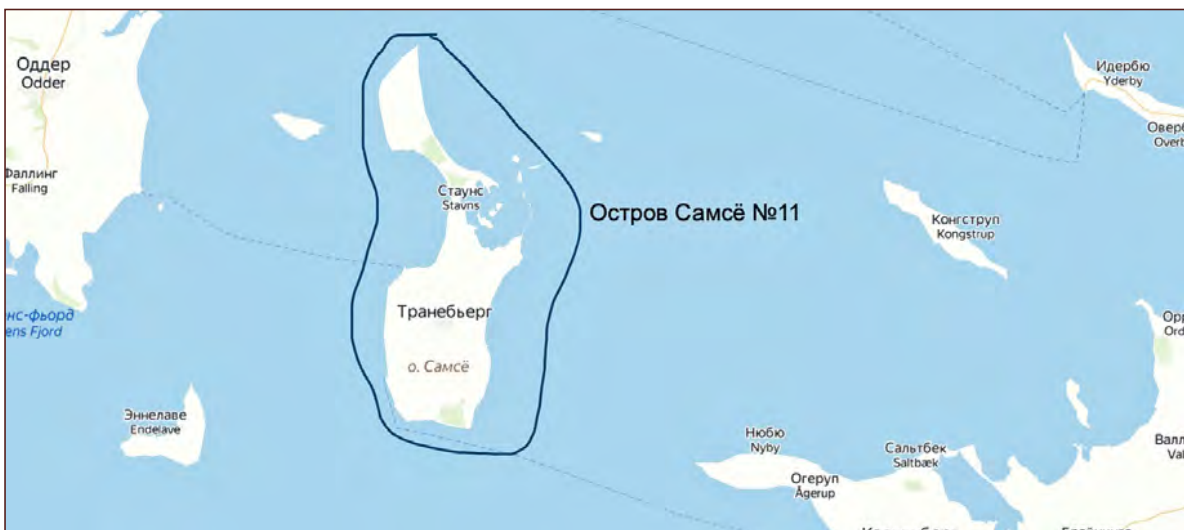 Оддер
Odder
Идербю
Yderby
Овер
Overb
Фаллинг
Falling
Стаунс
Stavns
Остров Самсё №11
Конгструп
Kongstrup
нс-фьорд
ens Fjord
Транебьерг
о. Самсё
Орр
Ord
Эннелаве
Endelave
Нюбю
Nyby
Сальтбек
Saltbæk
Валл
Val
Огеруп
Ågerup